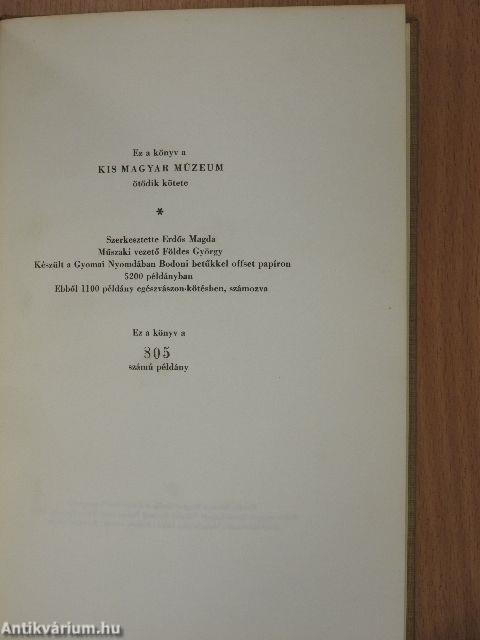 Ez a könyv a
KIS MAGYAR MÚZEUM
ötödik kötete
*
Szerkesztette Erdős Magda
Műszaki vezető Földes György
Készült a Gyomai Nyomdában Bodoni betűkkel offset papíron
5200 példányban
Ebből 1100 példány egészvászon-kötésben, számozva
Ez a könyv a
805
számú példány
Antikvárium.hu